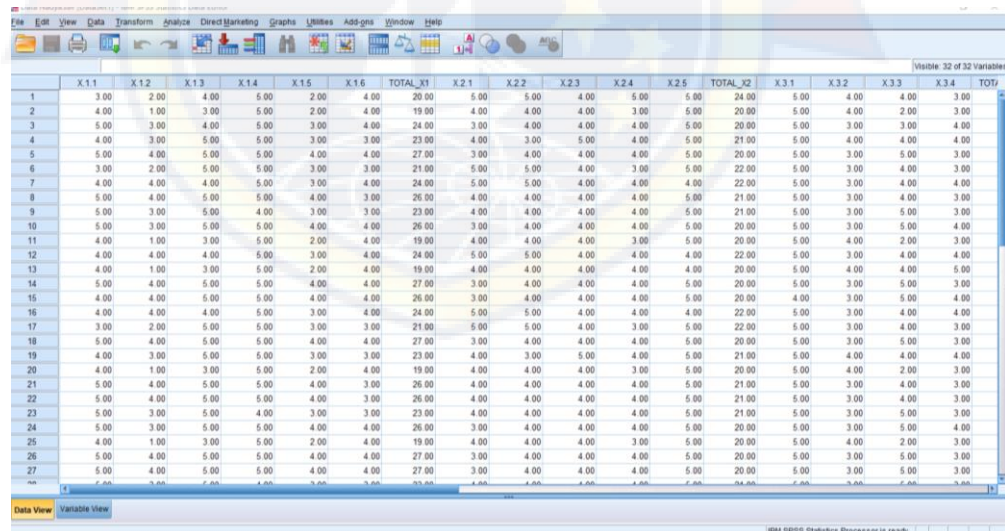 File Edit View Data Transform Analyze Direct Marketing Graphs Utilities Add-ons Window Help
Visible: 32 of 32 Variables
X.1.1 X.1.2 X.1.3 X.1.4 X.1.5 X.1.6 TOTAL_X1 X.2.1 X.2.2 X.2.3 X.2.4 X.2.5 TOTAL_X2 X.3.1 X.3.2 X.3.3 X.3.4
1 3.00 2.00 4.00 5.00 2.00 4.00 20.00 5.00 5.00 4.00 5.00 5.00 24.00 5.00 4.00 4.00 3.00
2 4.00 1.00 3.00 5.00 2.00 4.00 19.00 4.00 4.00 4.00 3.00 5.00 20.00 5.00 4.00 2.00 3.00
3 5.00 3.00 4.00 5.00 3.00 4.00 24.00 3.00 4.00 4.00 4.00 5.00 20.00 5.00 3.00 3.00 4.00
4 4.00 3.00 5.00 5.00 3.00 3.00 23.00 4.00 3.00 5.00 4.00 5.00 21.00 5.00 4.00 4.00 3.00
5 5.00 4.00 5.00 5.00 4.00 4.00 27.00 3.00 4.00 4.00 4.00 5.00 20.00 5.00 3.00 5.00 3.00
6 3.00 2.00 5.00 5.00 3.00 3.00 21.00 5.00 5.00 4.00 3.00 5.00 22.00 5.00 3.00 4.00 3.00
7 4.00 4.00 4.00 5.00 3.00 4.00 24.00 5.00 5.00 4.00 4.00 4.00 22.00 5.00 3.00 4.00 4.00
8 5.00 4.00 5.00 5.00 4.00 3.00 26.00 4.00 4.00 4.00 4.00 5.00 21.00 5.00 3.00 4.00 3.00
9 5.00 3.00 5.00 4.00 3.00 3.00 23.00 4.00 4.00 4.00 4.00 5.00 21.00 5.00 3.00 5.00 3.00
10 5.00 3.00 5.00 5.00 4.00 4.00 26.00 3.00 4.00 4.00 4.00 5.00 20.00 5.00 3.00 5.00 4.00
11 4.00 1.00 3.00 5.00 2.00 4.00 19.00 4.00 4.00 4.00 3.00 5.00 20.00 5.00 4.00 2.00 3.00
12 4.00 4.00 4.00 5.00 3.00 4.00 24.00 5.00 5.00 4.00 4.00 4.00 22.00 5.00 3.00 4.00 4.00
13 4.00 1.00 3.00 5.00 2.00 4.00 19.00 4.00 4.00 4.00 4.00 4.00 20.00 5.00 4.00 4.00 5.00
14 5.00 4.00 5.00 5.00 4.00 4.00 27.00 3.00 4.00 4.00 4.00 5.00 20.00 5.00 3.00 5.00 3.00
15 4.00 4.00 5.00 5.00 4.00 4.00 26.00 3.00 4.00 4.00 4.00 5.00 20.00 4.00 3.00 5.00 4.00
16 4.00 4.00 4.00 5.00 3.00 4.00 24.00 5.00 5.00 4.00 4.00 4.00 22.00 5.00 3.00 4.00 4.00
17 3.00 2.00 5.00 5.00 3.00 3.00 21.00 5.00 5.00 4.00 3.00 5.00 22.00 5.00 3.00 4.00 3.00
18 5.00 4.00 5.00 5.00 4.00 4.00 27.00 3.00 4.00 4.00 4.00 5.00 20.00 5.00 3.00 5.00 3.00
19 4.00 3.00 5.00 5.00 3.00 3.00 23.00 4.00 3.00 5.00 4.00 5.00 21.00 5.00 4.00 4.00 4.00
20 4.00 1.00 3.00 5.00 2.00 4.00 19.00 4.00 4.00 4.00 3.00 5.00 20.00 5.00 4.00 2.00 3.00
21 5.00 4.00 5.00 5.00 4.00 3.00 26.00 4.00 4.00 4.00 4.00 5.00 21.00 5.00 3.00 4.00 3.00
22 5.00 4.00 5.00 5.00 4.00 3.00 26.00 4.00 4.00 4.00 4.00 5.00 21.00 5.00 3.00 4.00 3.00
23 5.00 3.00 5.00 4.00 3.00 3.00 23.00 4.00 4.00 4.00 4.00 5.00 21.00 5.00 3.00 5.00 3.00
24 5.00 3.00 5.00 5.00 4.00 4.00 26.00 3.00 4.00 4.00 4.00 5.00 20.00 5.00 3.00 5.00 4.00
25 4.00 1.00 3.00 5.00 2.00 4.00 19.00 4.00 4.00 4.00 3.00 5.00 20.00 5.00 4.00 2.00 3.00
26 5.00 4.00 5.00 5.00 4.00 4.00 27.00 3.00 4.00 4.00 4.00 5.00 20.00 5.00 3.00 5.00 3.00
27 5.00 4.00 5.00 5.00 4.00 4.00 27.00 3.00 4.00 4.00 4.00 5.00 20.00 5.00 3.00 5.00 3.00
Data View Variable View
IBM SPSS Statistics Processor is ready